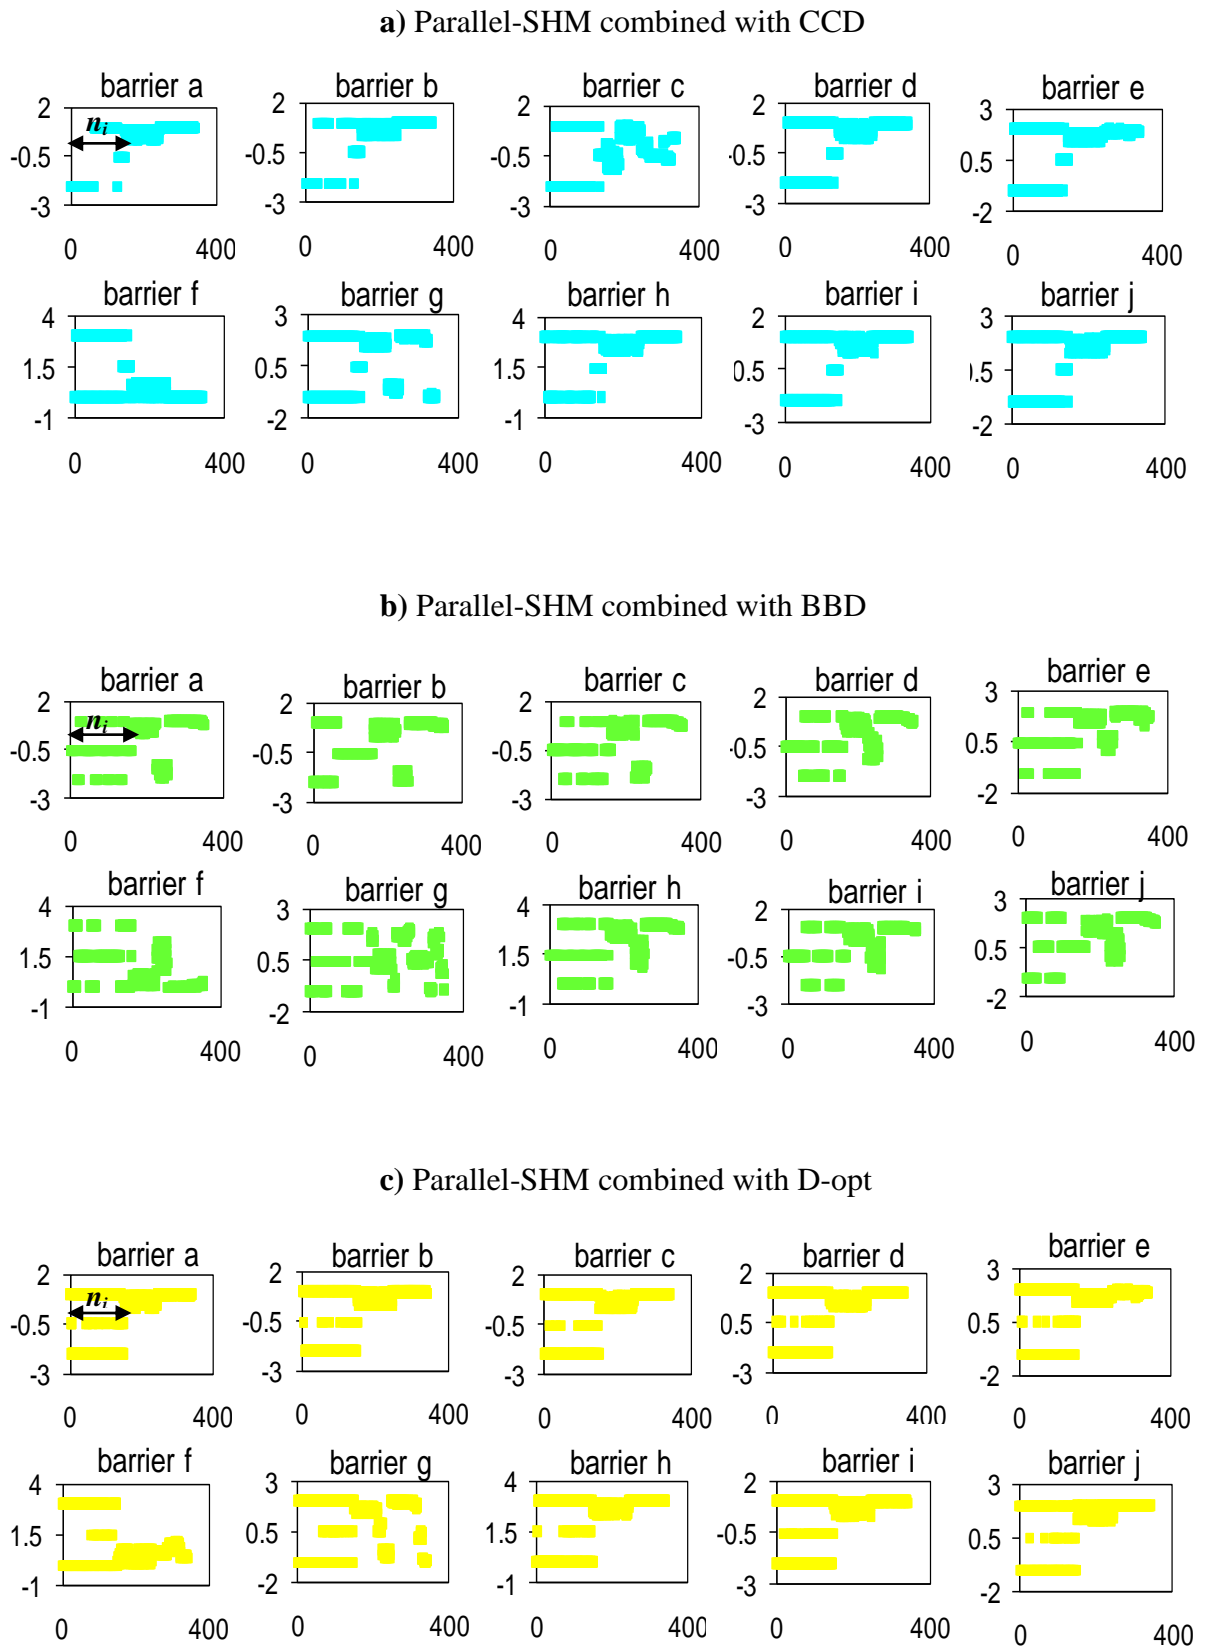 a) Parallel-SHM combined with CCD
barrier a barrier b barrier c barrier d barrier e
2 2 2 2 3
n_i
-0.5 -0.5 -0.5 -0.5 0.5
-3 -3 -3 -3 -2
0 400 0 400 0 400 0 400 0 400
barrier f barrier g barrier h barrier i barrier j
4 3 4 2 3
1.5 0.5 1.5 0.5 .5
-1 -2 -1 -3 -2
0 400 0 400 0 400 0 400 0 400
b) Parallel-SHM combined with BBD
barrier a barrier b barrier c barrier d barrier e
2 2 2 2 3
n_i
-0.5 -0.5 -0.5 -0.5 0.5
-3 -3 -3 -3 -2
0 400 0 400 0 400 0 400 0 400
barrier f barrier g barrier h barrier i barrier j
4 3 4 2 3
1.5 0.5 1.5 -0.5 0.5
-1 -2 -1 -3 -2
0 400 0 400 0 400 0 400 0 400
c) Parallel-SHM combined with D-opt
barrier a barrier b barrier c barrier d barrier e
2 2 2 2 3
n_i
-0.5 -0.5 -0.5 0.5 0.5
-3 -3 -3 -3 -2
0 400 0 400 0 400 0 400 0 400
barrier f barrier g barrier h barrier i barrier j
4 3 4 2 3
1.5 0.5 1.5 -0.5 0.5
-1 -2 -1 -3 -2
0 400 0 400 0 400 0 400 0 400